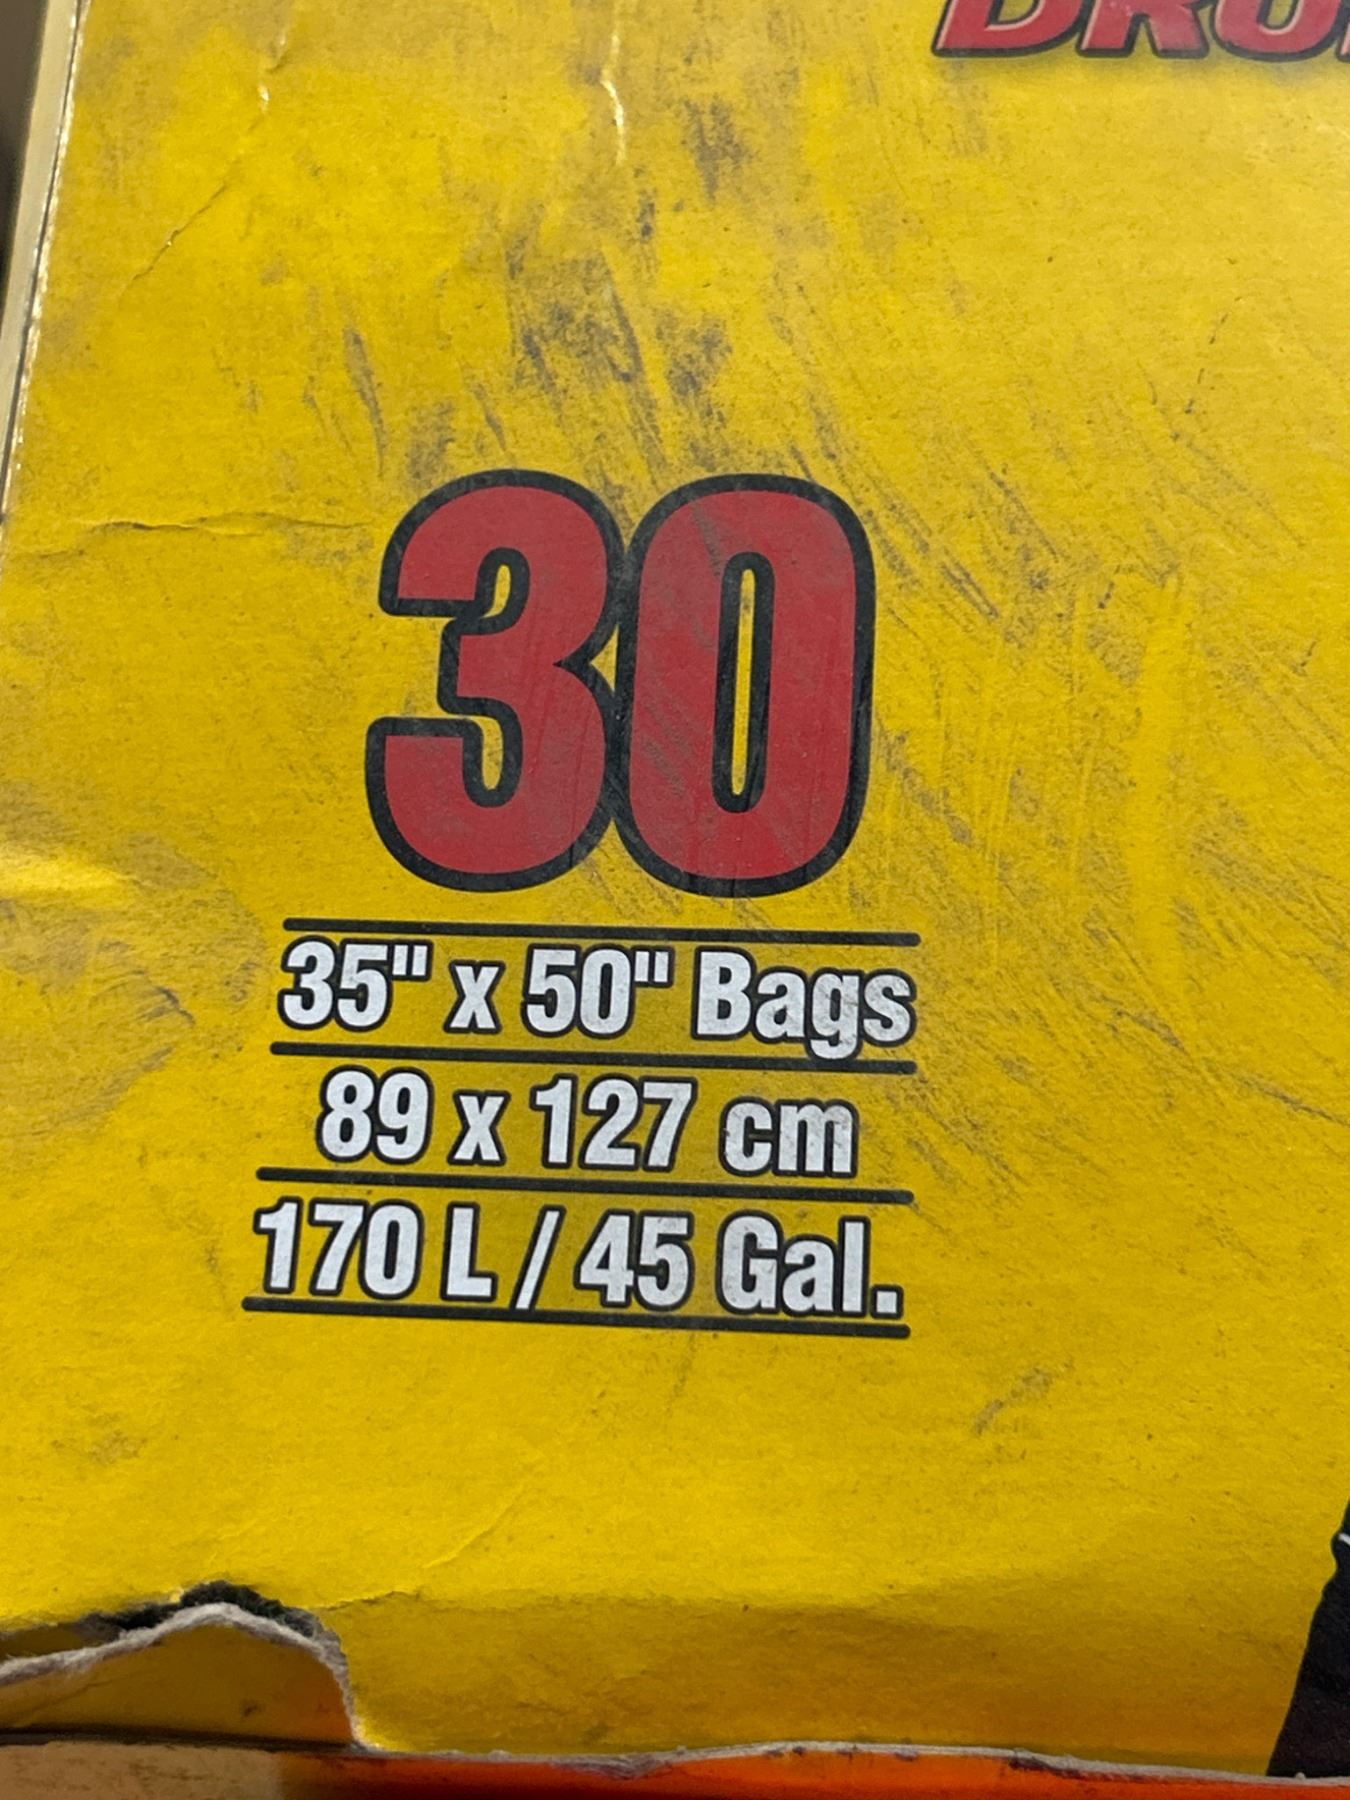 30
35" x 50" Bags
89 x 127 cm
170 L / 45 Gal.